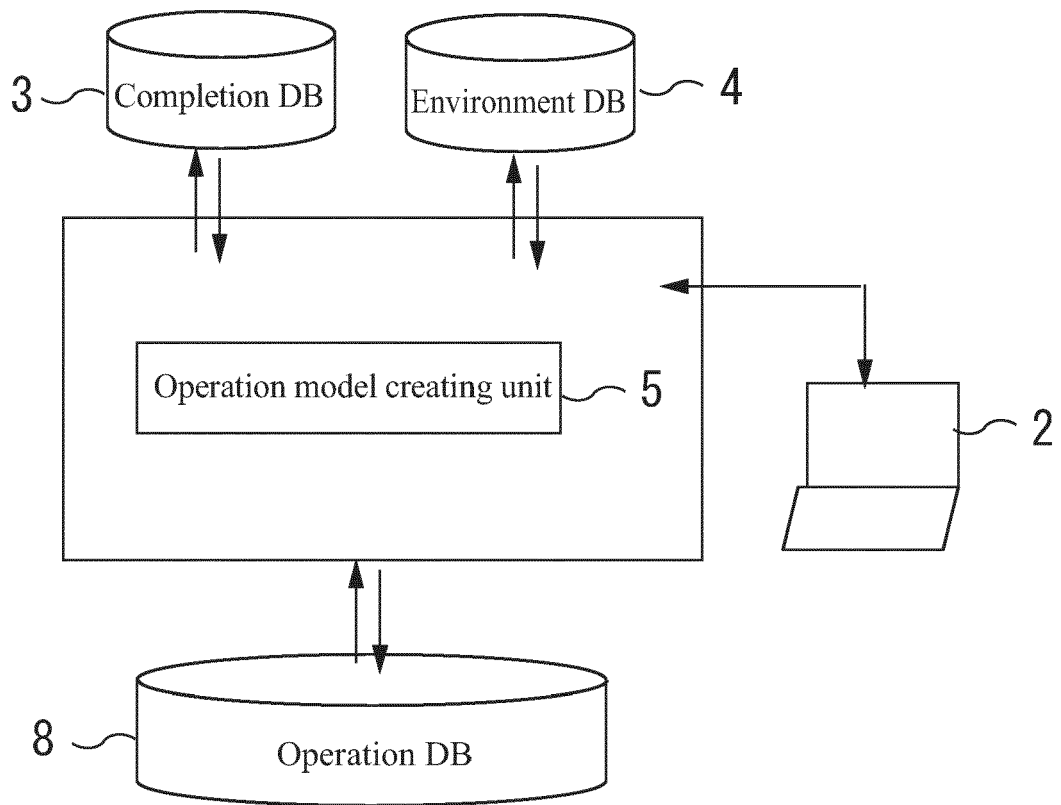 3
Completion DB
Environment DB
4
Operation model creating unit
5
2
8
Operation DB